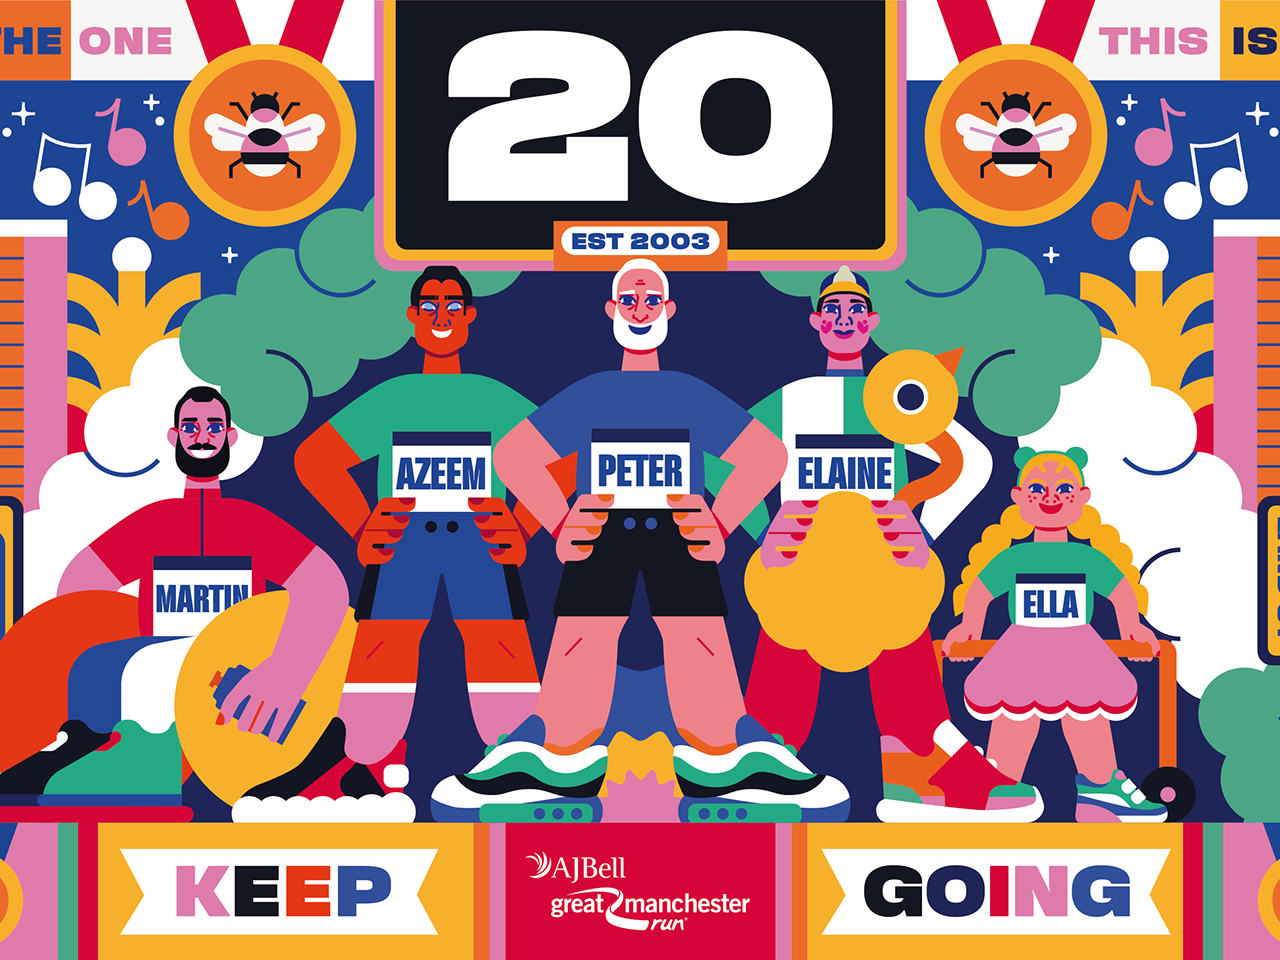 THE ONE
THIS IS
20
EST 2003
AZEEM
PETER
ELAINE
MARTIN
ELLA
KEEP
AJBell
great manchester
run
GOING